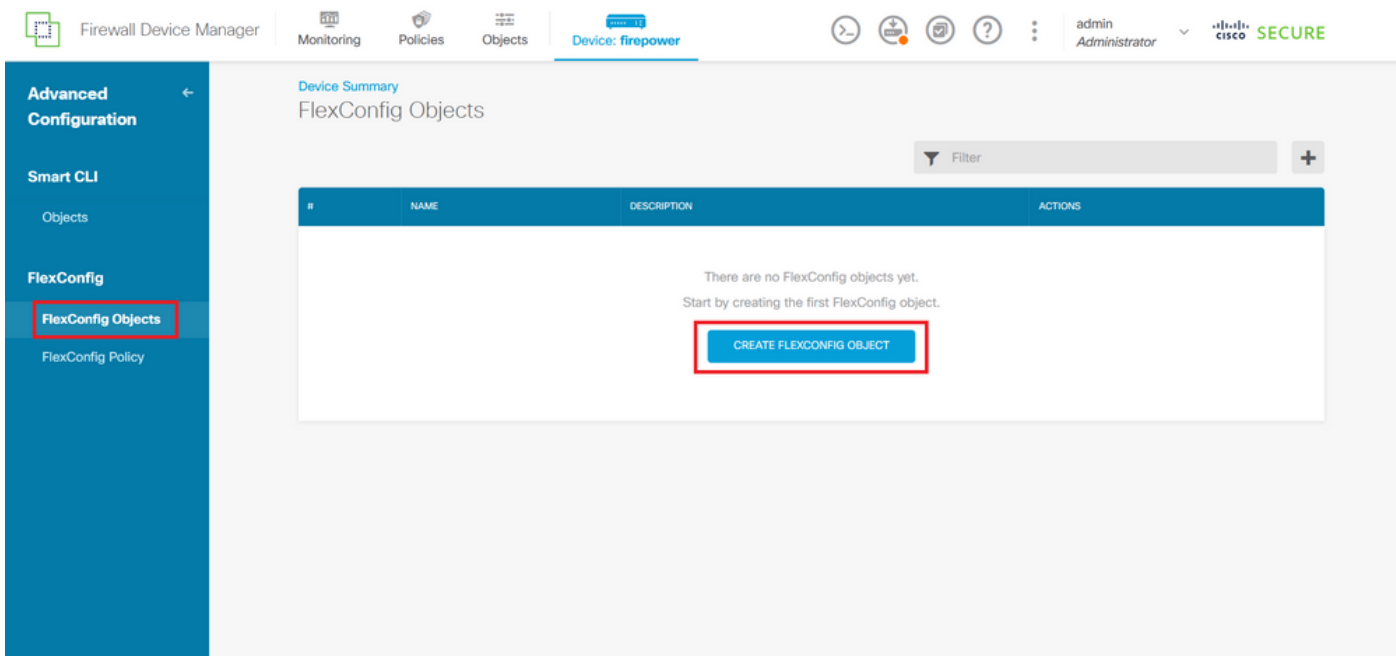 Firewall Device Manager
Monitoring
Policies
Objects
Device: firepower
admin
Administrator
CISCO SECURE
Advanced
Configuration
Smart CLI
Objects
FlexConfig
FlexConfig Objects
FlexConfig Policy
Device Summary
FlexConfig Objects
Filter
# NAME DESCRIPTION ACTIONS
There are no FlexConfig objects yet.
Start by creating the first FlexConfig object.
CREATE FLEXCONFIG OBJECT